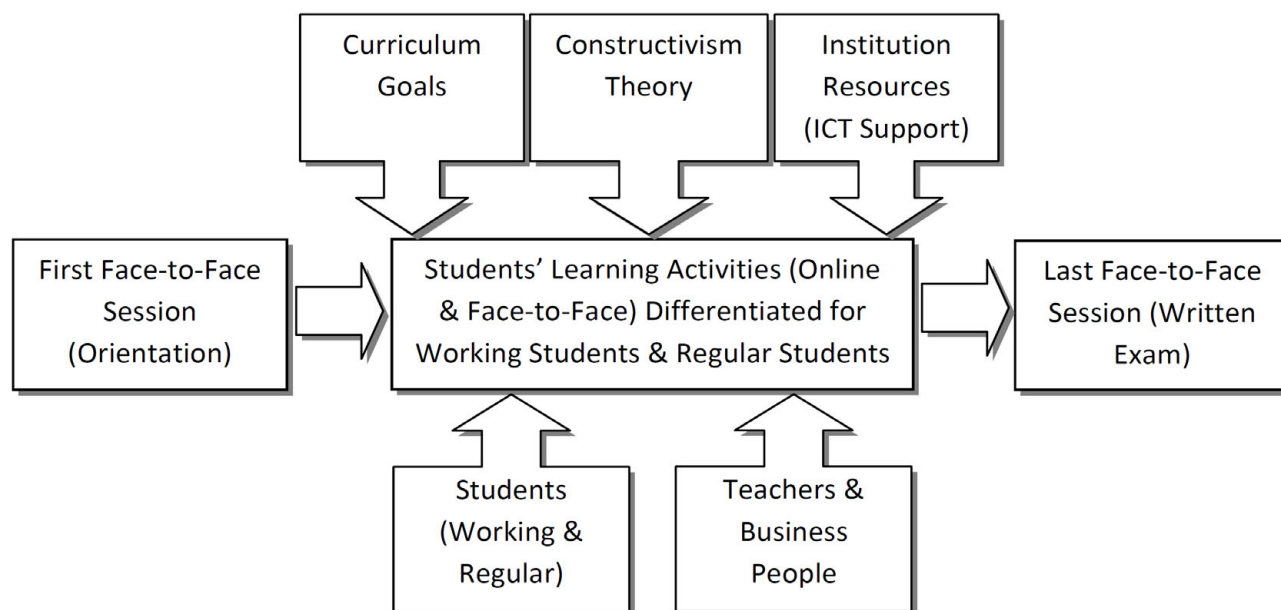 Curriculum
Goals
Constructivism
Theory
Institution
Resources
(ICT Support)
First Face-to-Face
Session
(Orientation)
Students’ Learning Activities (Online
& Face-to-Face) Differentiated for
Working Students & Regular Students
Last Face-to-Face
Session (Written
Exam)
Students
(Working &
Regular)
Teachers &
Business
People